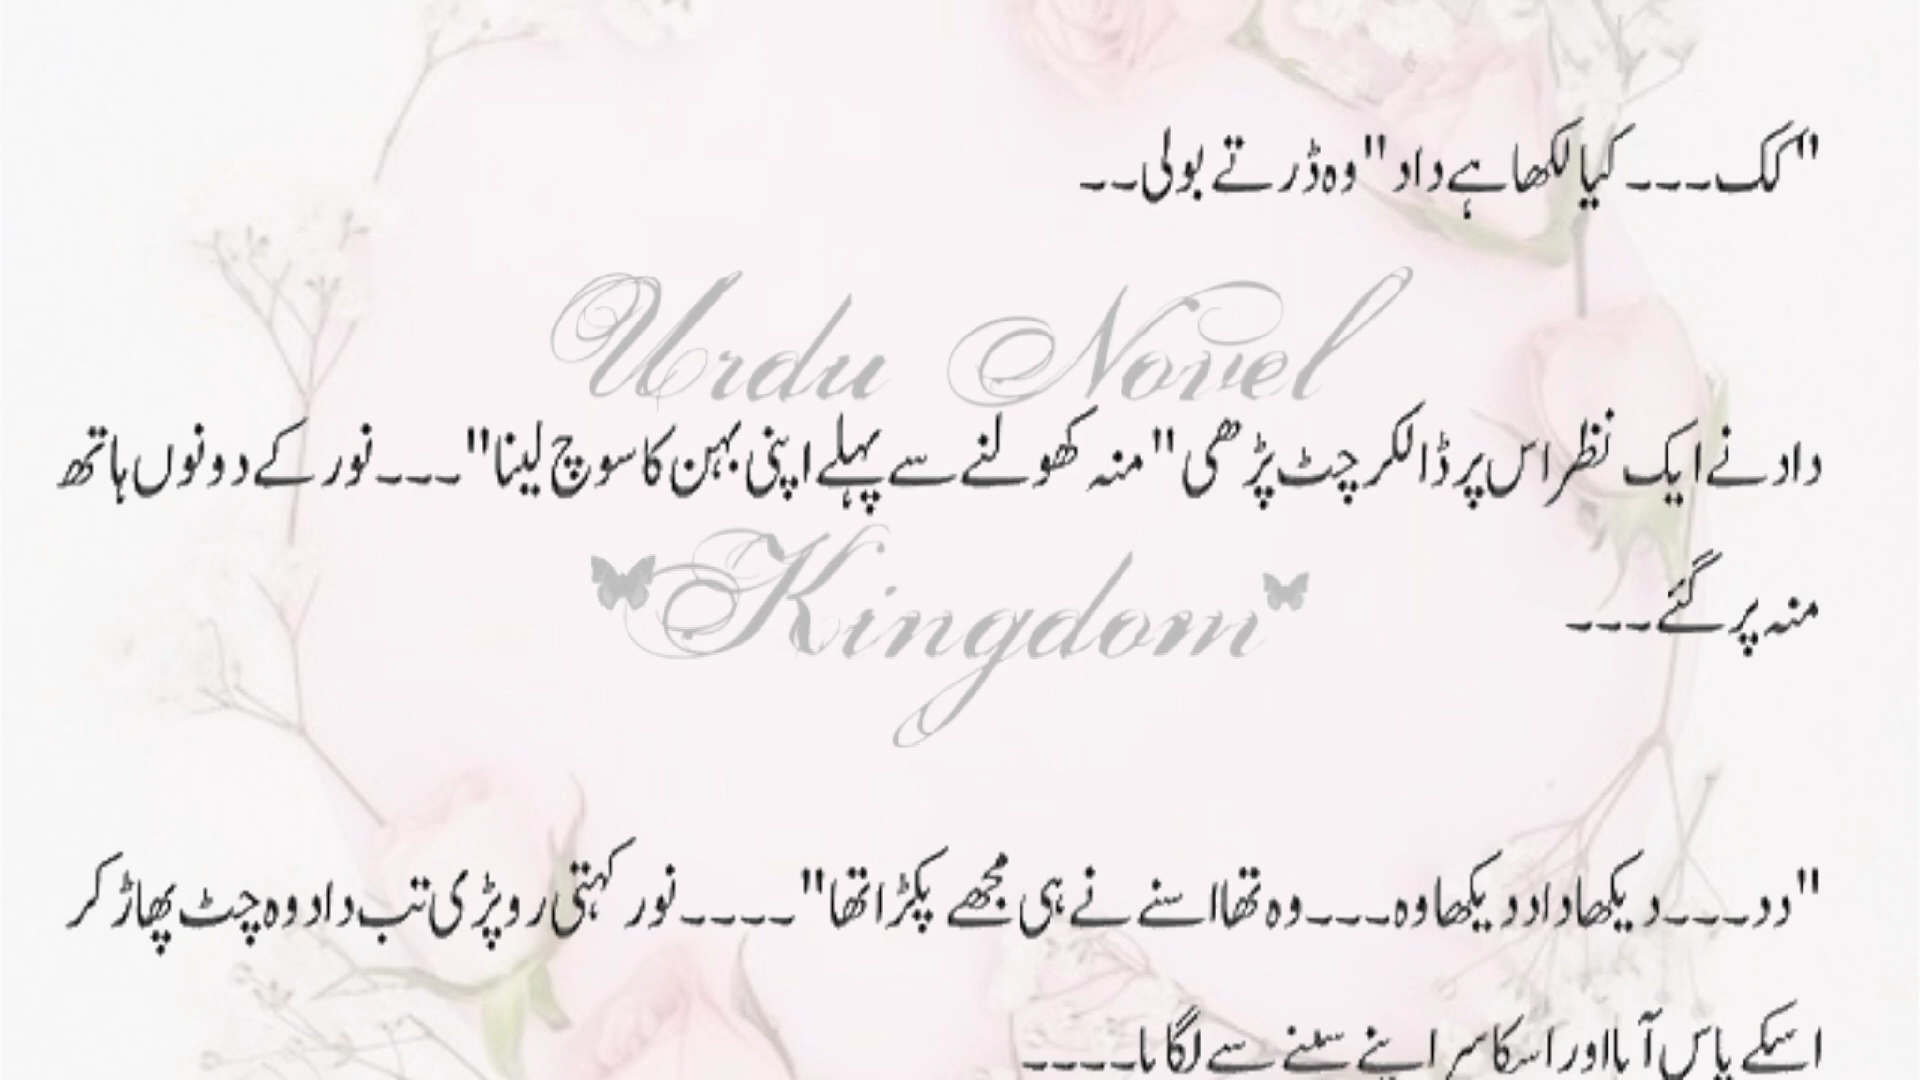 "کک۔۔۔ کیا لکھا ہے داد" وہ ڈرتے بولی۔۔
Urdu Novel
داد نے ایک نظر اس پر ڈالکر چٹ پڑھی "منہ کھولنے سے پہلے اپنی بہن کا سوچ لینا"۔۔۔ نور کے دونوں ہاتھ
Kingdom
منہ پر گئے۔۔۔
"دد۔۔۔ دیکھا داد دیکھا وہ۔۔۔ وہ تھا اسنے نے ہی مجھے پکڑا تھا"۔۔۔۔ نور کہتی رو پڑی تب داد وہ چٹ پھاڑ کر
اسکے پاس آیا اور اسکا سر اپنے سینے سے لگایا۔۔۔۔